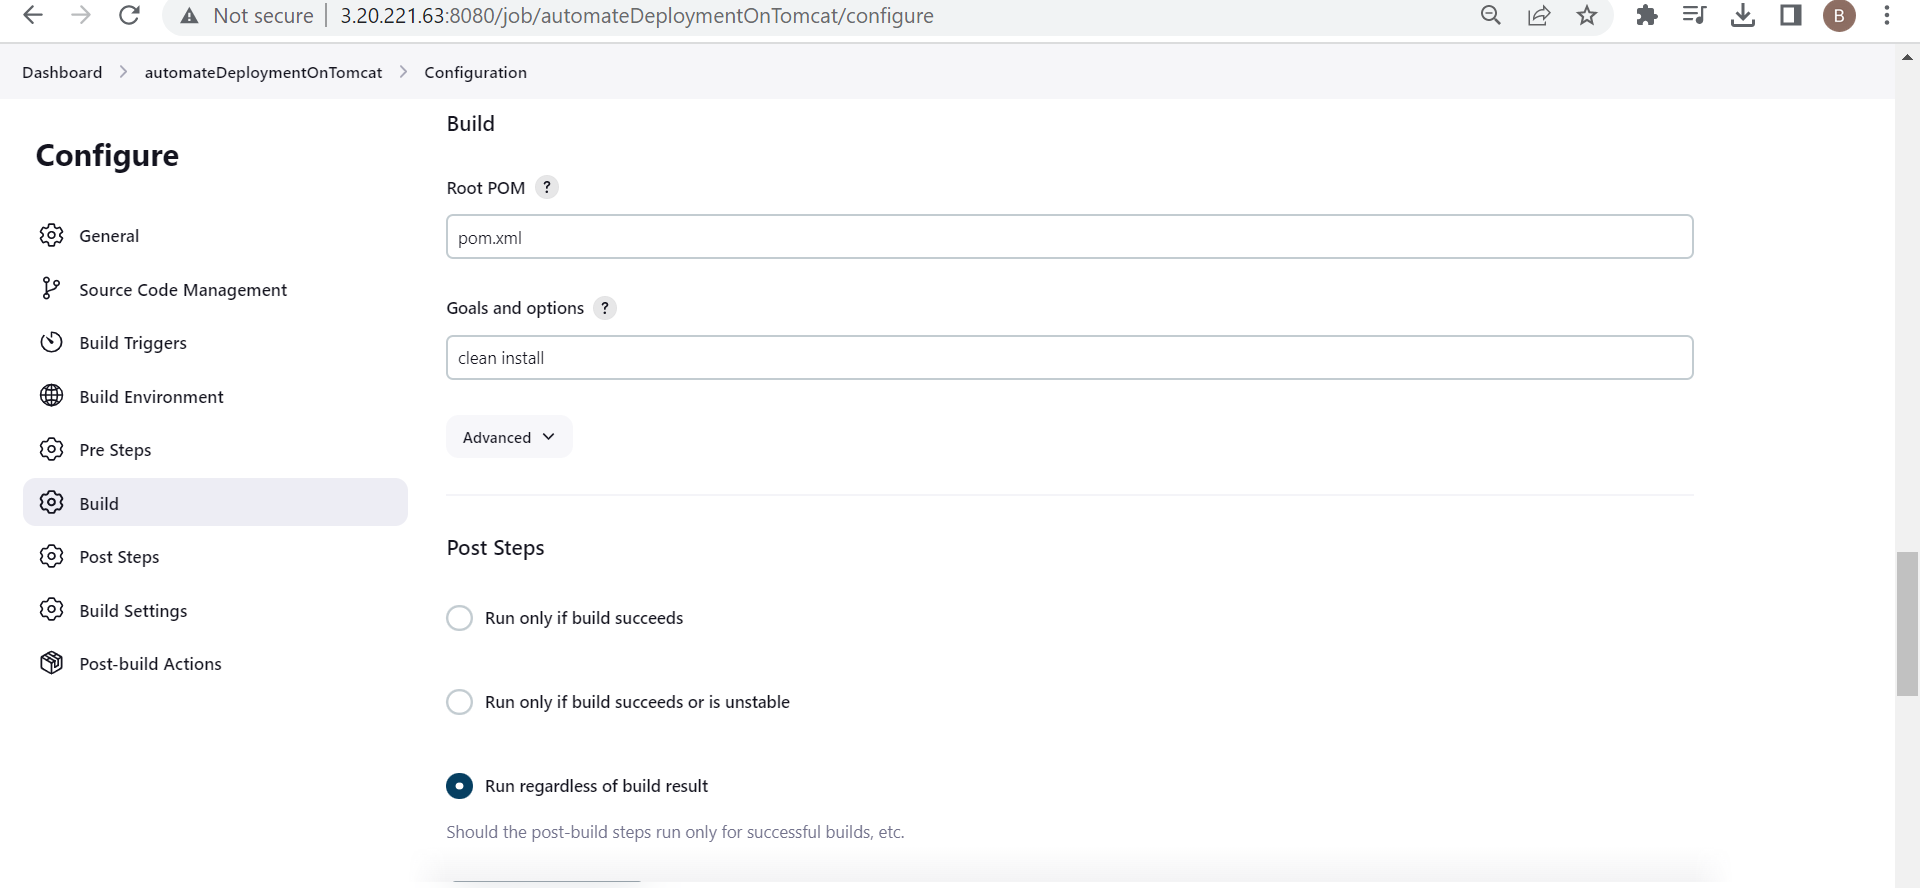 Not secure | 3.20.221.63:8080/job/automateDeploymentOnTomcat/configure
B
Dashboard > automateDeploymentOnTomcat > Configuration
Configure
General
Source Code Management
Build Triggers
Build Environment
Pre Steps
Build
Post Steps
Build Settings
Post-build Actions
Build
Root POM ?
pom.xml
Goals and options ?
clean install
Advanced
Post Steps
Run only if build succeeds
Run only if build succeeds or is unstable
Run regardless of build result
Should the post-build steps run only for successful builds, etc.